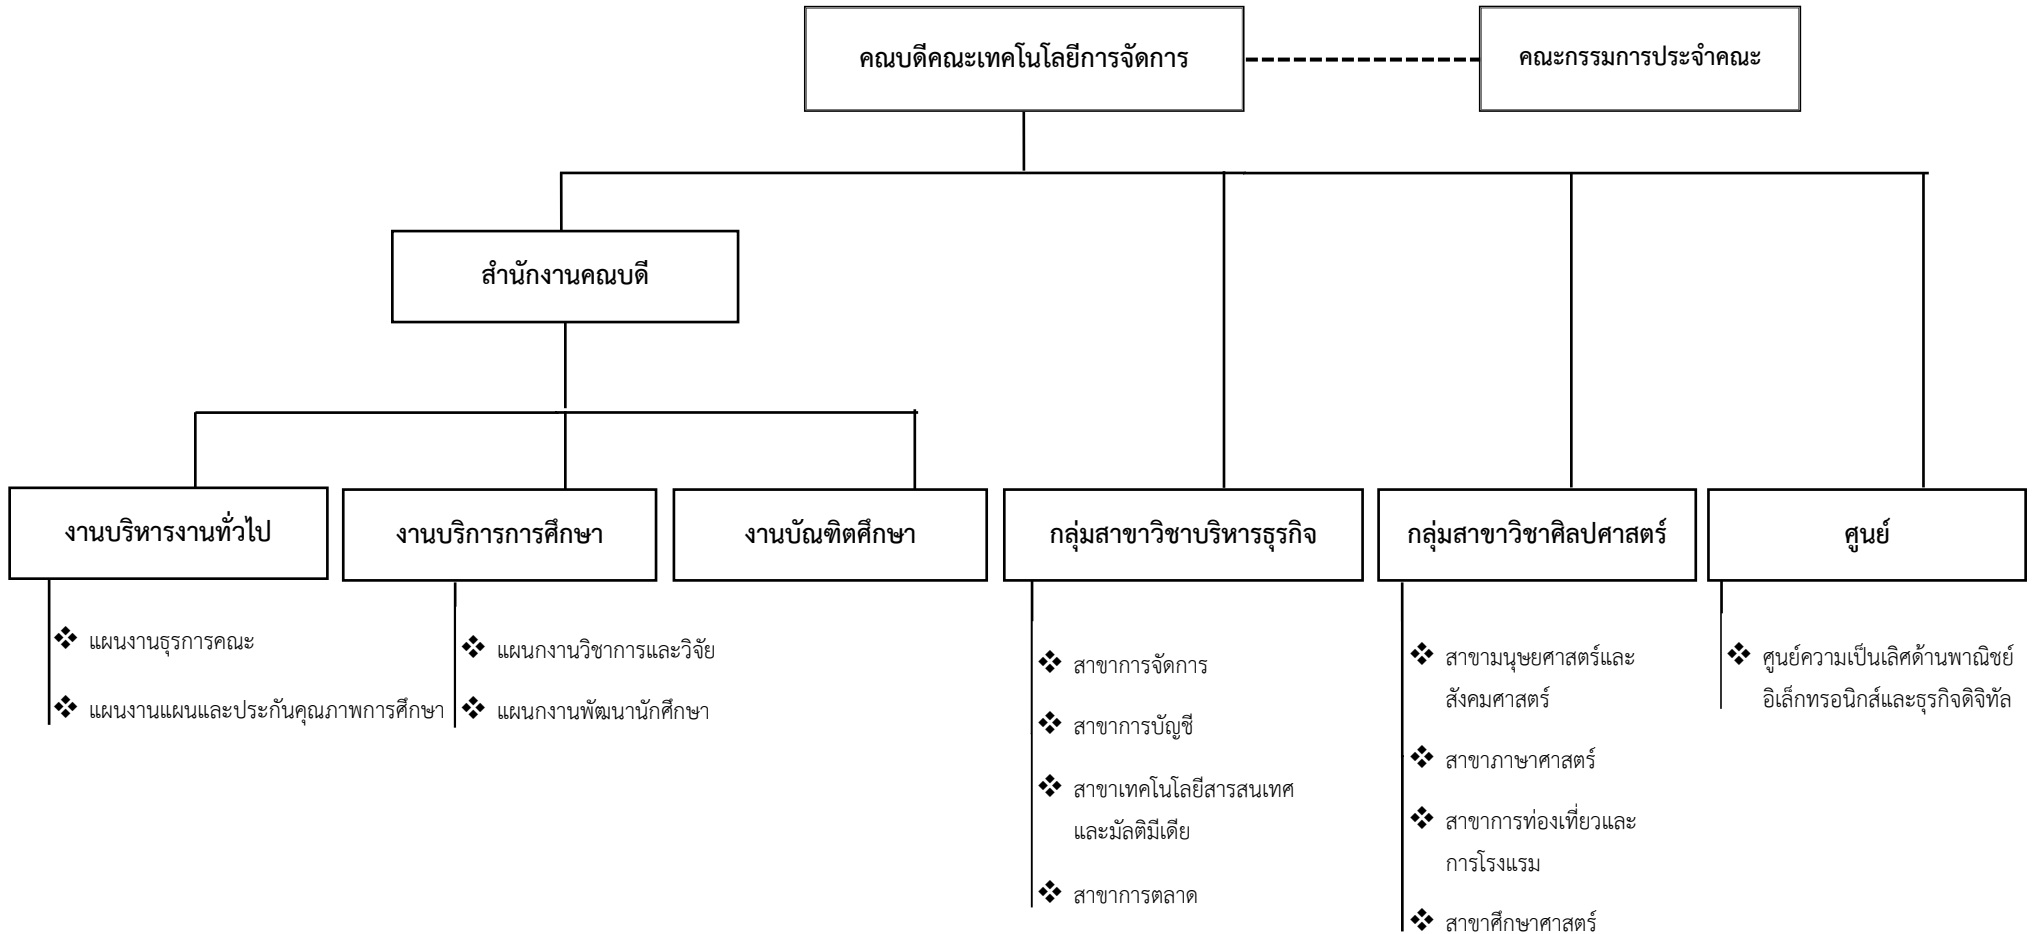 คณบดีคณะเทคโนโลยีการจัดการ
คณะกรรมการประจำคณะ
สำนักงานคณบดี
งานบริหารงานทั่วไป
งานบริการการศึกษา
งานบัณฑิตศึกษา
กลุ่มสาขาวิชาบริหารธุรกิจ
กลุ่มสาขาวิชาศิลปศาสตร์
ศูนย์
❖ แผนงานธุรการคณะ
❖ แผนงานแผนและประกันคุณภาพการศึกษา
❖ แผนกงานวิชาการและวิจัย
❖ แผนกงานพัฒนานักศึกษา
❖ สาขาการจัดการ
❖ สาขาการบัญชี
❖ สาขาเทคโนโลยีสารสนเทศ
และมัลติมีเดีย
❖ สาขาการตลาด
❖ สาขามนุษยศาสตร์และ
สังคมศาสตร์
❖ สาขาภาษาศาสตร์
❖ สาขาการท่องเที่ยวและ
การโรงแรม
❖ สาขาศึกษาศาสตร์
❖ ศูนย์ความเป็นเลิศด้านพาณิชย์
อิเล็กทรอนิกส์และธุรกิจดิจิทัล